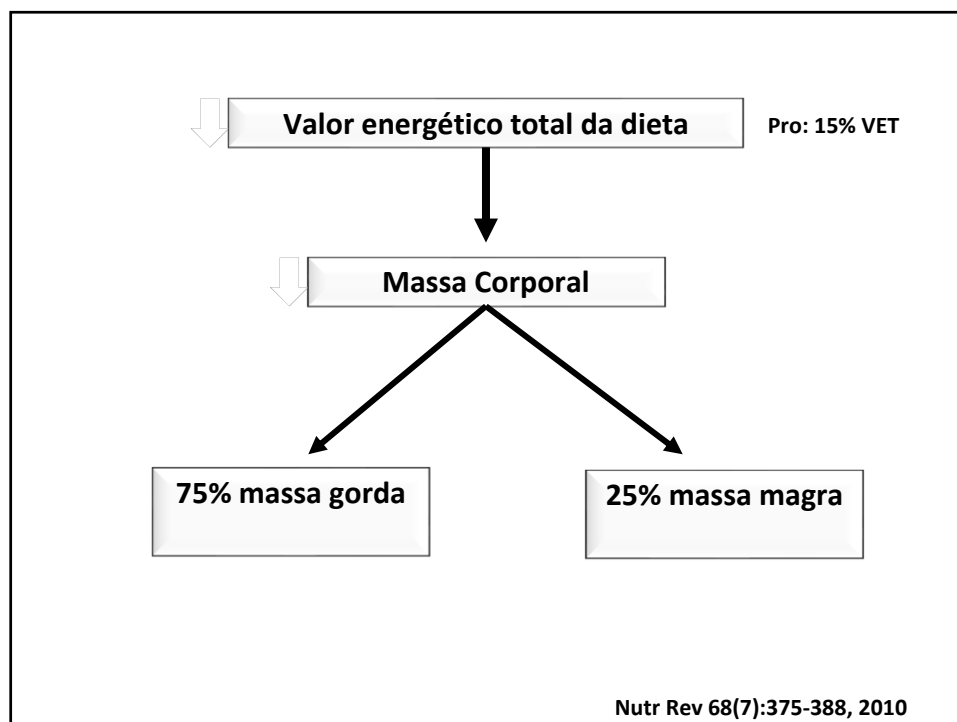 Valor energético total da dieta
Pro: 15% VET
Massa Corporal
75% massa gorda
25% massa magra
Nutr Rev 68(7):375-388, 2010